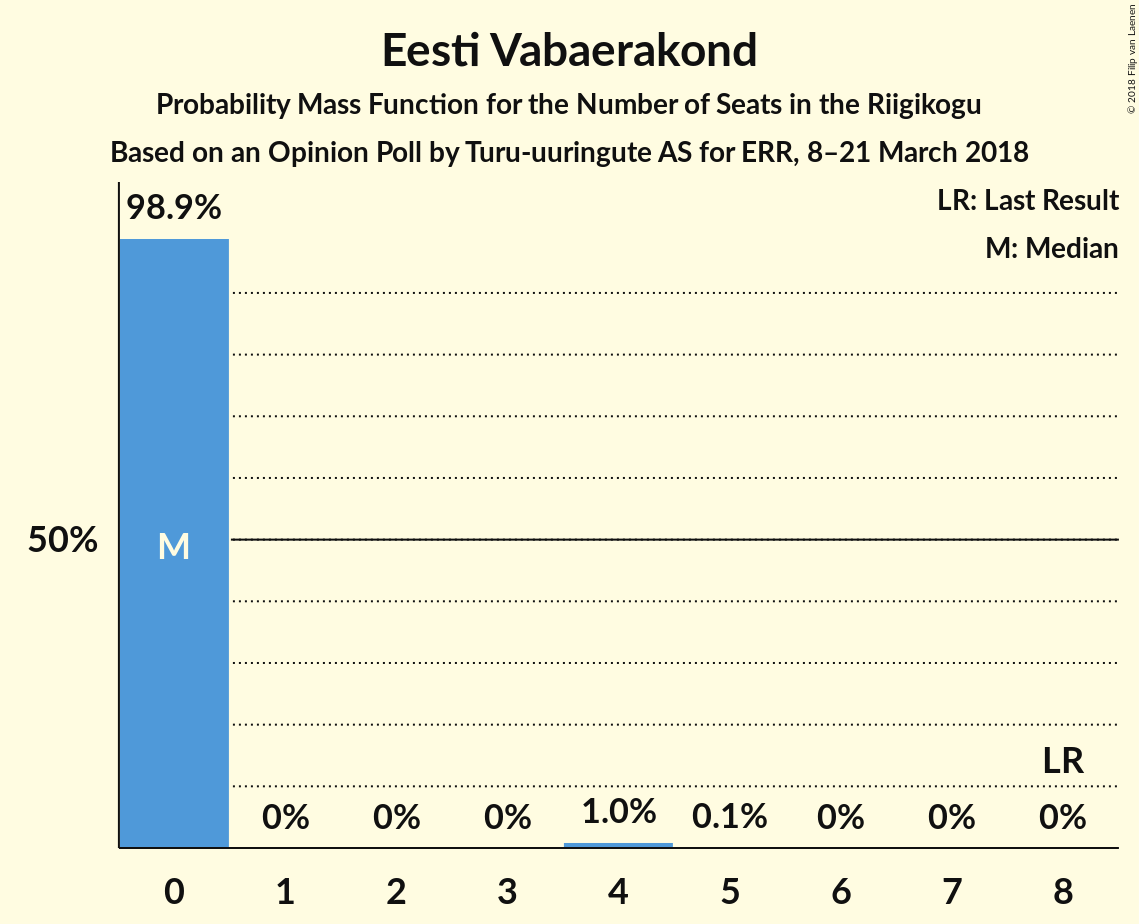 Eesti Vabaerakond
Probability Mass Function for the Number of Seats in the Riigikogu
Based on an Opinion Poll by Turu-uuringute AS for ERR, 8–21 March 2018
© 2018 Filip van Laenen
LR: Last Result
M: Median
98.9%
50%
M
LR
0% 0% 0% 1.0% 0.1% 0% 0% 0%
0 1 2 3 4 5 6 7 8